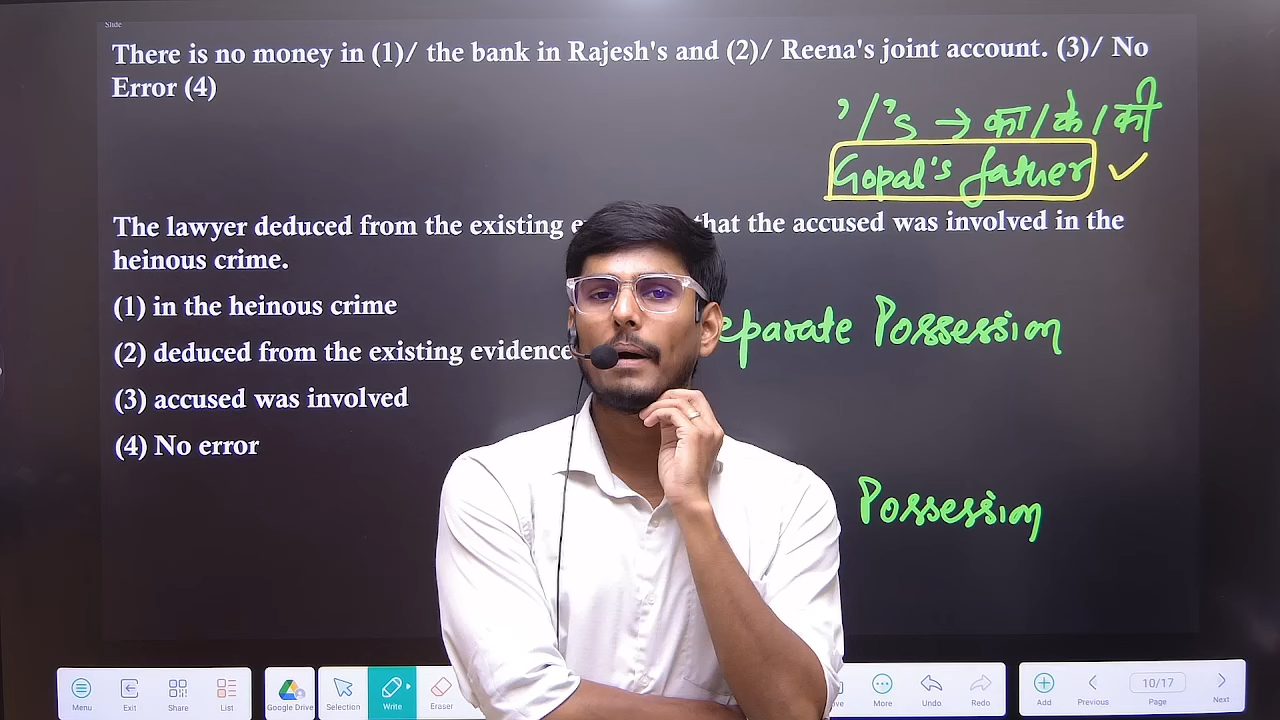 Slide
There is no money in (1)/ the bank in Rajesh's and (2)/ Reena's joint account. (3)/ No
Error (4)
'/'s → का/के/की
Gopal's father
The lawyer deduced from the existing that the accused was involved in the
heinous crime.
(1) in the heinous crime
(2) deduced from the existing evidence
(3) accused was involved
(4) No error
eparate Possession
Possession
Menu
Exit
Share
List
Google Drive
Selection
Write
Eraser
More
Undo
Redo
Add
Previous
10/17
Page
Next